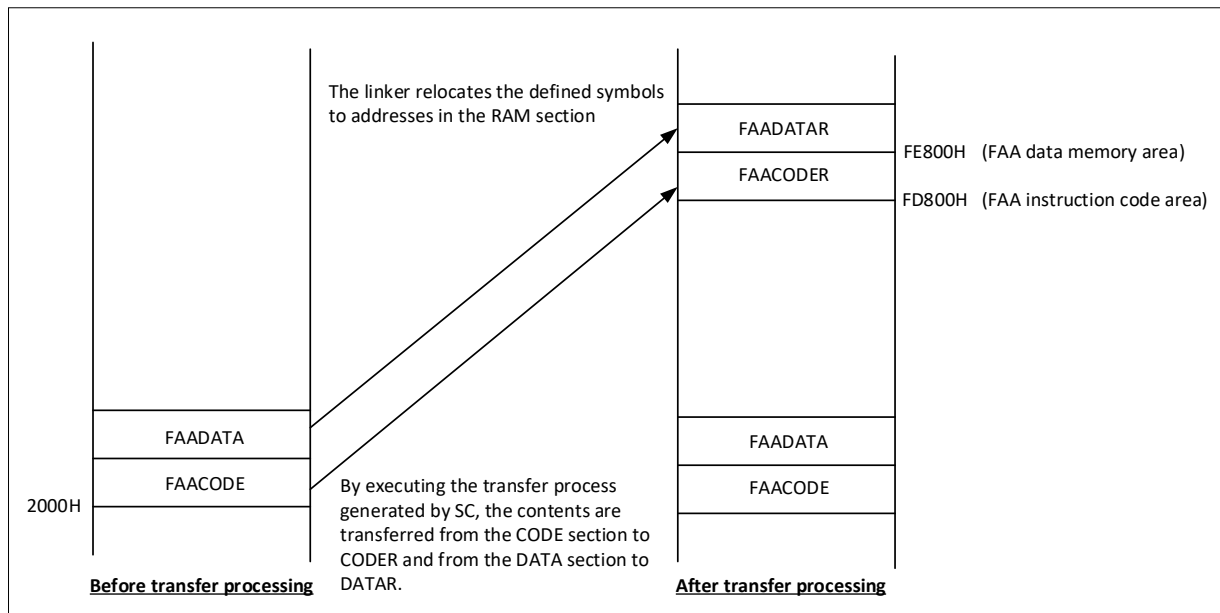 The linker relocates the defined symbols
to addresses in the RAM section
FAADATAR
FE800H (FAA data memory area)
FAACODER
FD800H (FAA instruction code area)
FAADATA
FAACODE
2000H
FAADATA
FAACODE
By executing the transfer process
generated by SC, the contents are
transferred from the CODE section to
CODER and from the DATA section to
DATAR.
Before transfer processing
After transfer processing